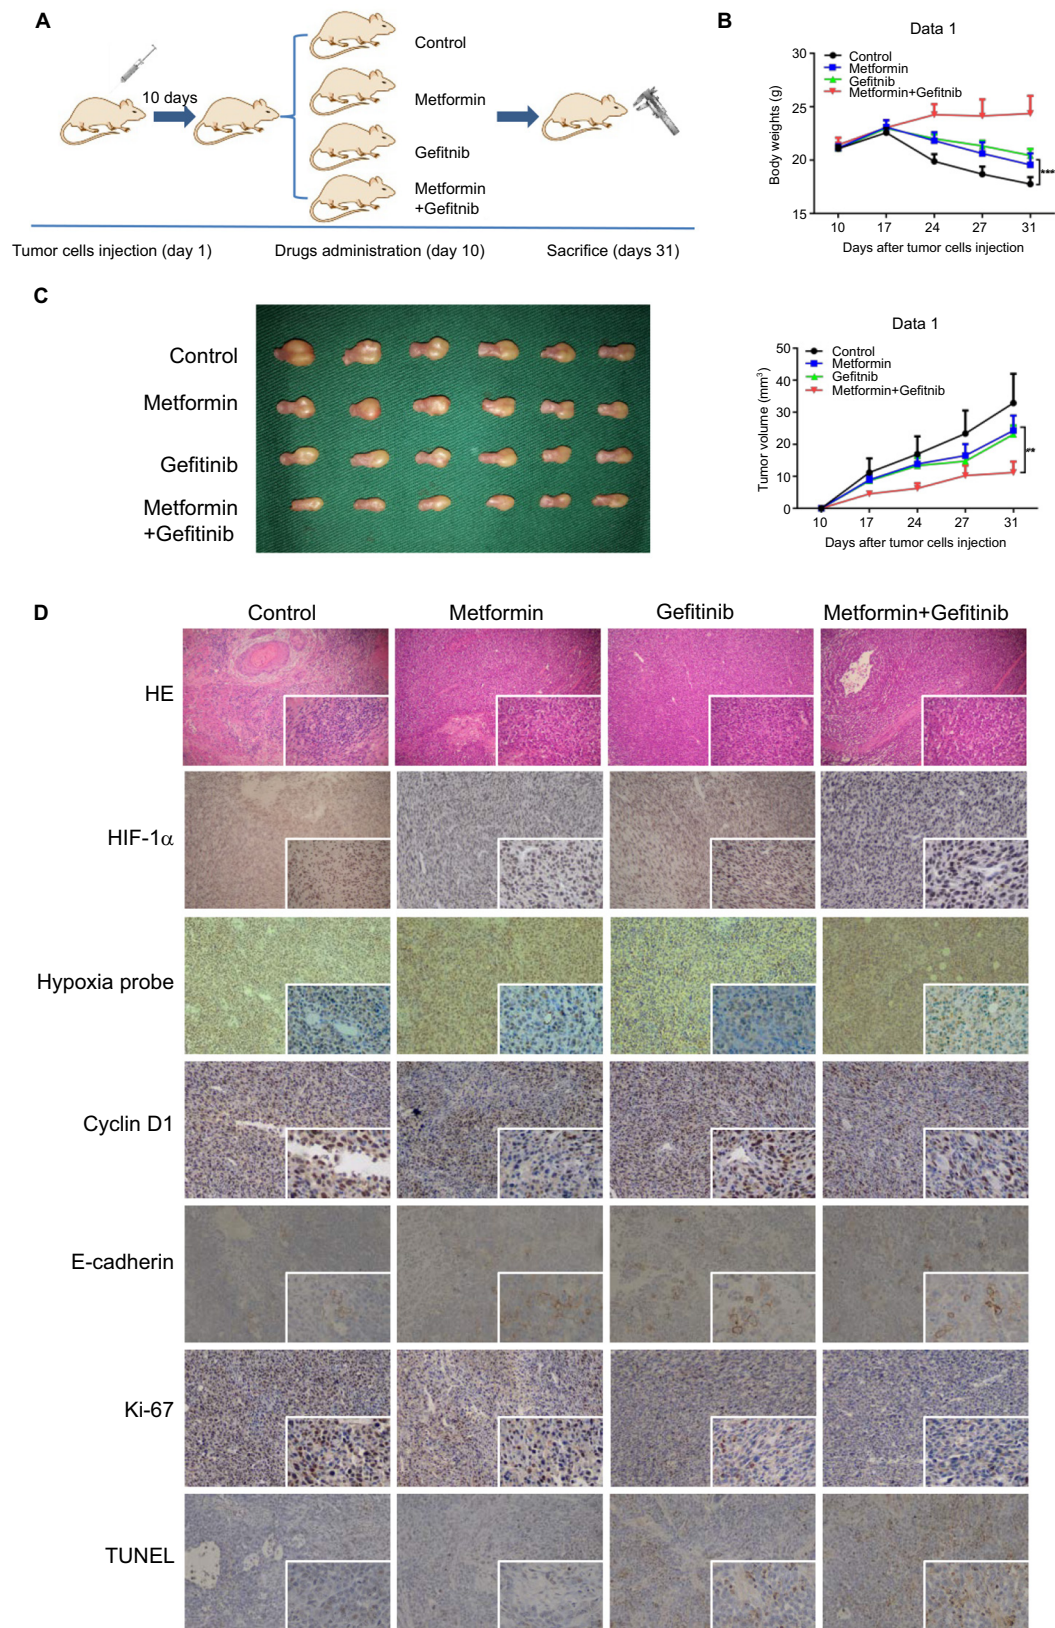 A
10 days
Control
Metformin
Gefitnib
Metformin
+Gefitnib
Tumor cells injection (day 1)
Drugs administration (day 10)
Sacrifice (days 31)
B
Data 1
Control
Metformin
Gefitnib
Metformin+Gefitnib
Body weights (g)
30
25
20
15
***
10 17 24 27 31
Days after tumor cells injection
C
Control
Metformin
Gefitinib
Metformin
+Gefitinib
Data 1
Control
Metformin
Gefitnib
Metformin+Gefitnib
Tumor volume (mm³)
50
40
30
20
10
0
10 17 24 27 31
Days after tumor cells injection
D
Control Metformin Gefitinib Metformin+Gefitinib
HE
HIF-1α
Hypoxia probe
Cyclin D1
E-cadherin
Ki-67
TUNEL